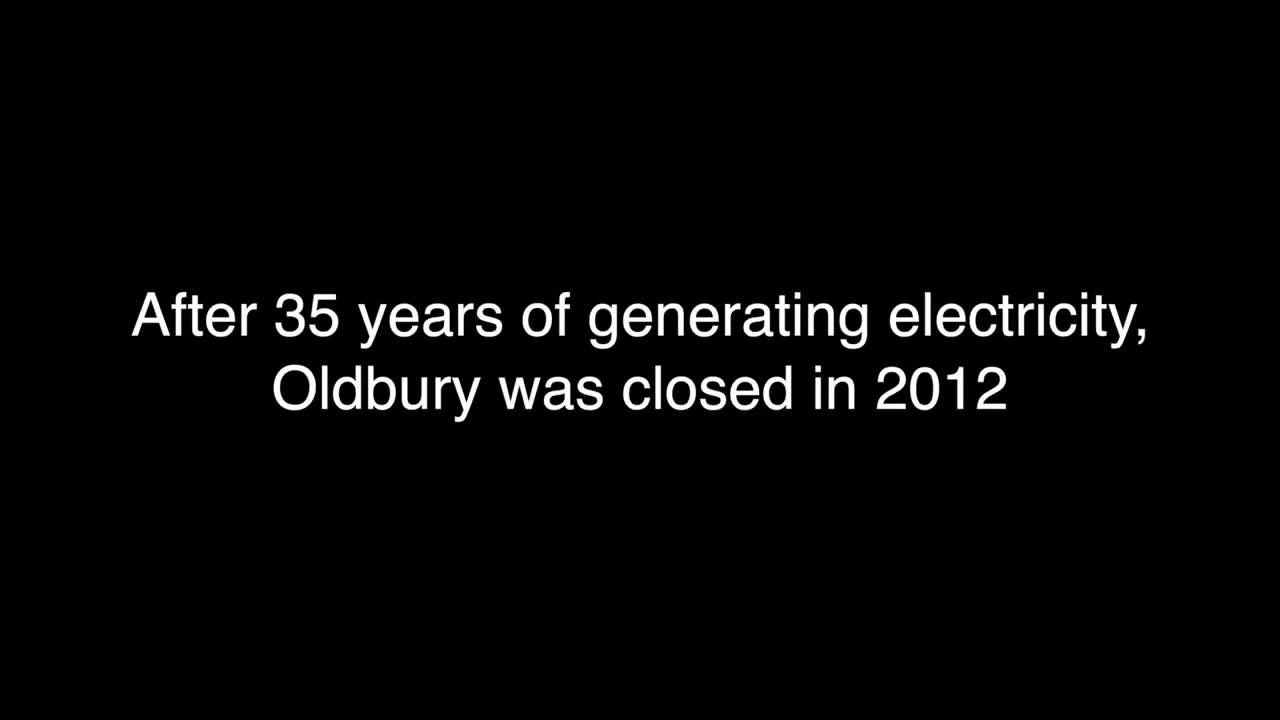 After 35 years of generating electricity,
Oldbury was closed in 2012